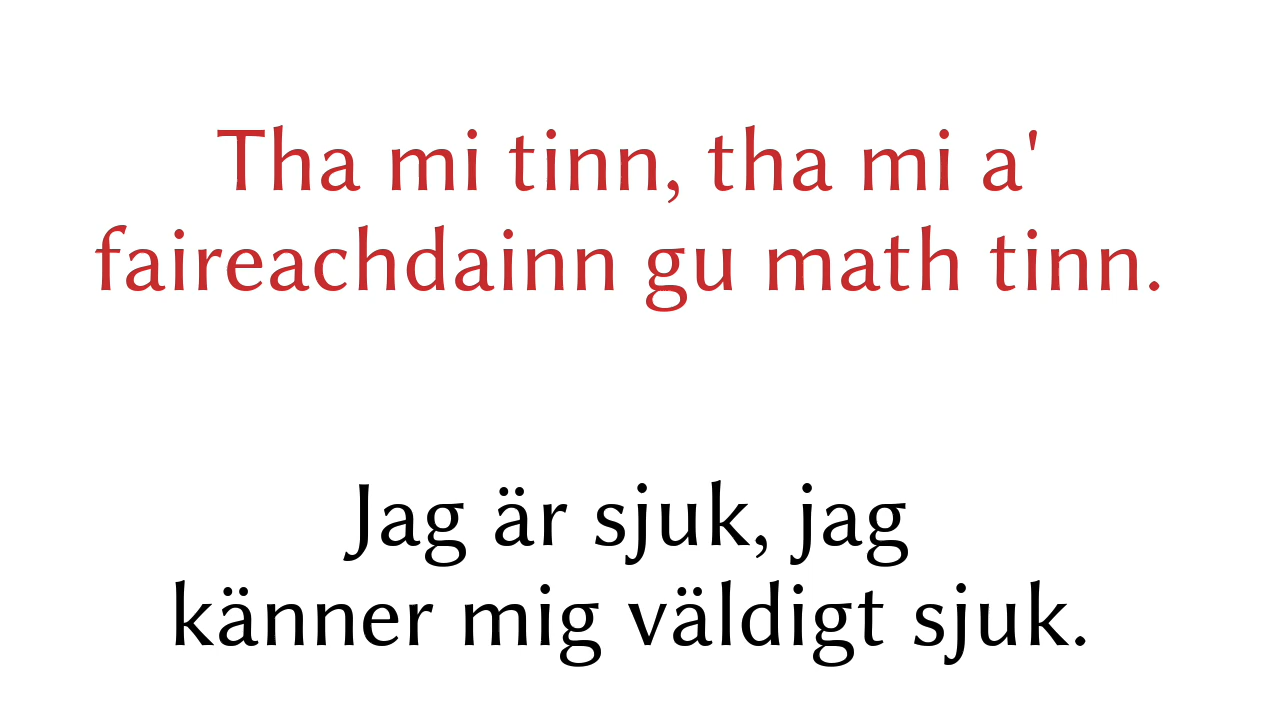 Tha mi tinn, tha mi a'
faireachdainn gu math tinn.
Jag är sjuk, jag
känner mig väldigt sjuk.